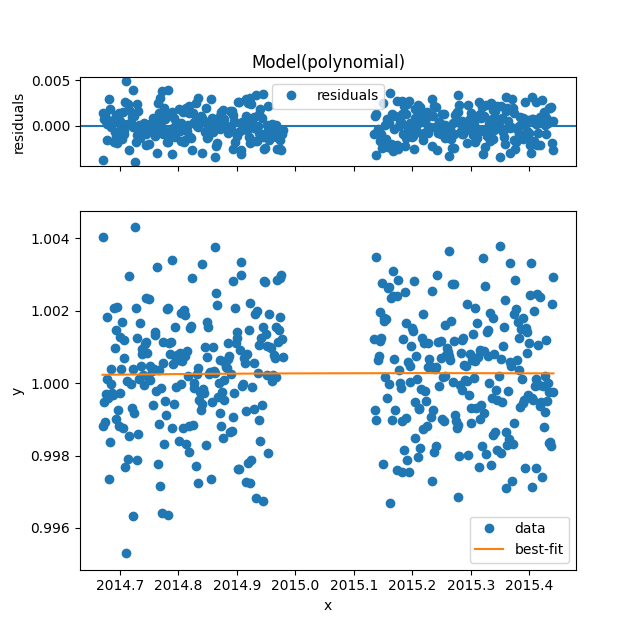 Model(polynomial)
0.005
0.000
residuals
residuals
1.004
1.002
1.000
0.998
0.996
y
data
best-fit
2014.7 2014.8 2014.9 2015.0 2015.1 2015.2 2015.3 2015.4
x